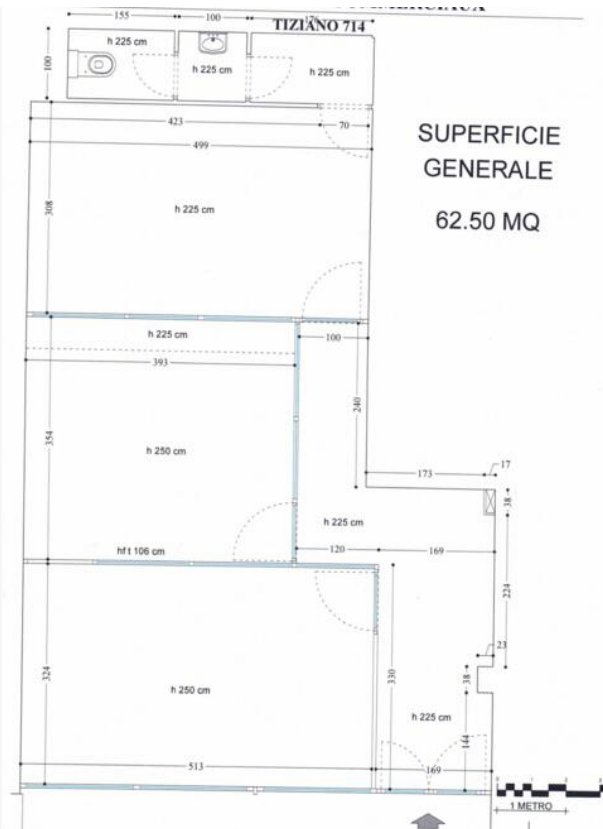 TIZIANO 714
155
100
176
h 225 cm
h 225 cm
h 225 cm
100
423
70
499
SUPERFICIE
GENERALE
62.50 MQ
308
h 225 cm
h 225 cm
100
393
240
354
h 250 cm
173
17
38
h 225 cm
hft 106 cm
120
169
224
23
324
330
38
h 250 cm
h 225 cm
144
513
169
1 METRO